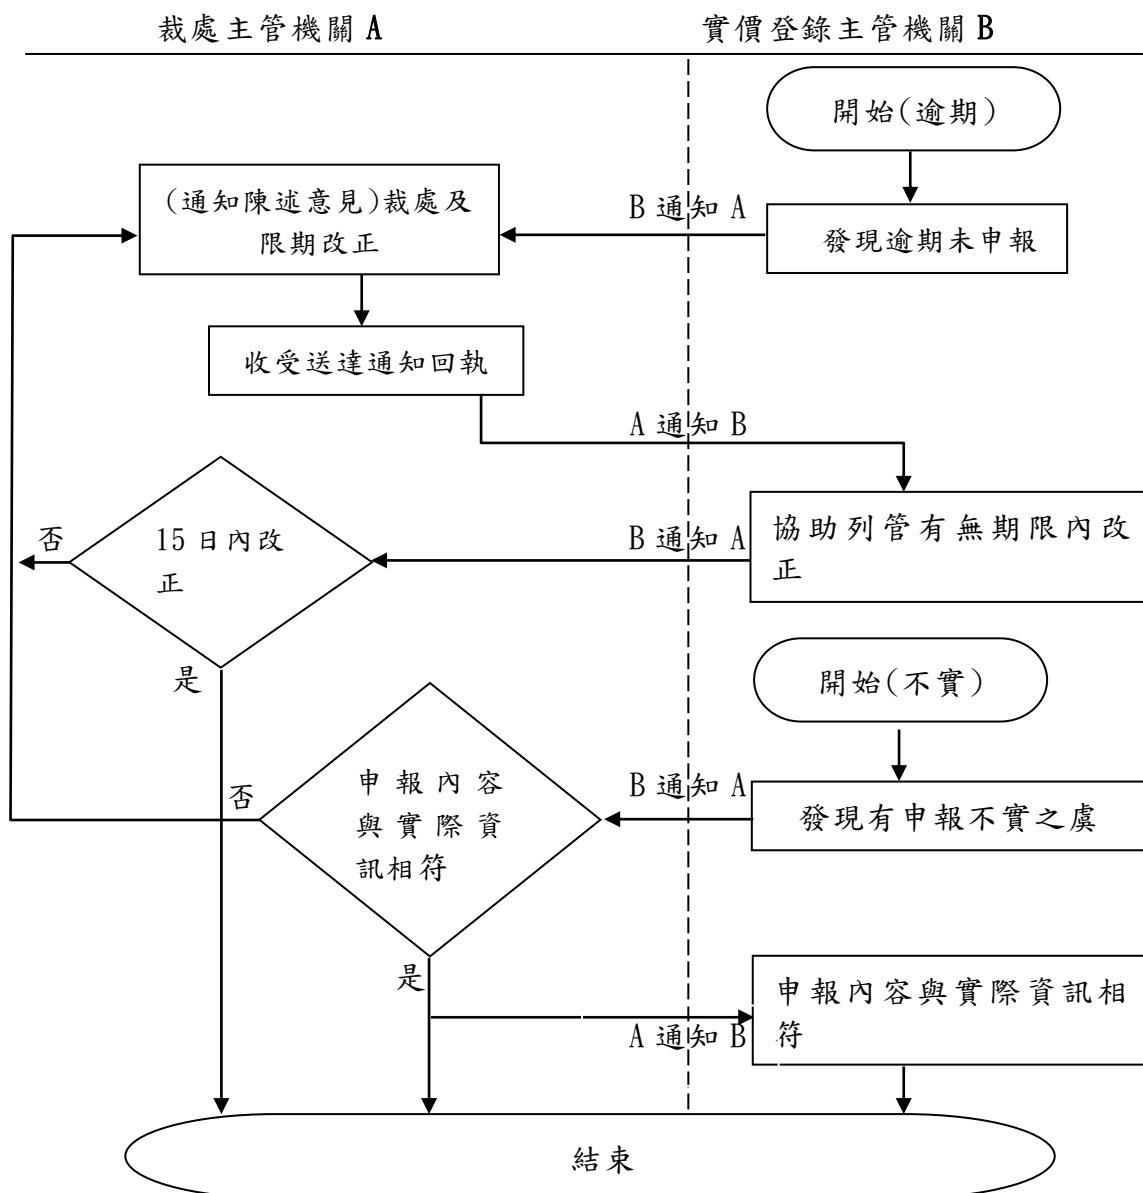 裁處主管機關 A
實價登錄主管機關 B
開始(逾期)
(通知陳述意見)裁處及
限期改正
B 通知 A
發現逾期未申報
收受送達通知回執
A 通知 B
否
15 日內改
正
B 通知 A
協助列管有無期限內改
正
是
開始(不實)
否
申報內容
與實際資
訊相符
B 通知 A
發現有申報不實之虞
是
A 通知 B
申報內容與實際資訊相
符
結束